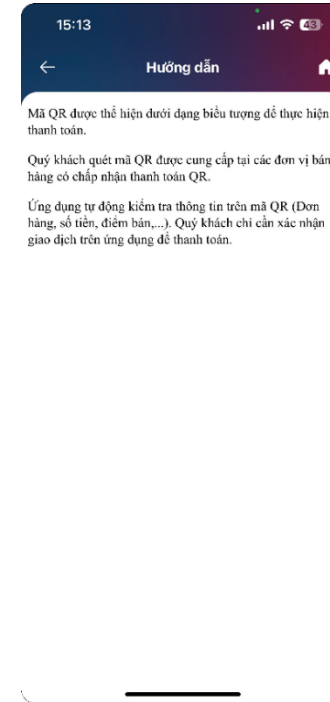 15:13
43
Hướng dẫn
Mã QR được thể hiện dưới dạng biểu tượng để thực hiện
thanh toán.
Quý khách quét mã QR được cung cấp tại các đơn vị bán
hàng có chấp nhận thanh toán QR.
Ứng dụng tự động kiểm tra thông tin trên mã QR (Đơn
hàng, số tiền, điểm bán,...). Quý khách chỉ cần xác nhận
giao dịch trên ứng dụng để thanh toán.